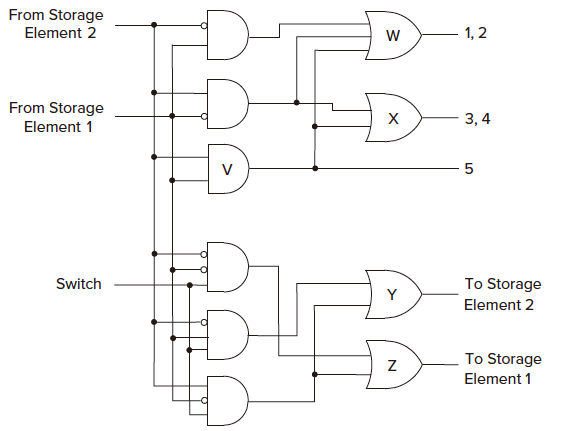 From Storage
Element 2
W
1, 2
From Storage
Element 1
X
3, 4
V
5
Switch
Y
To Storage
Element 2
Z
To Storage
Element 1